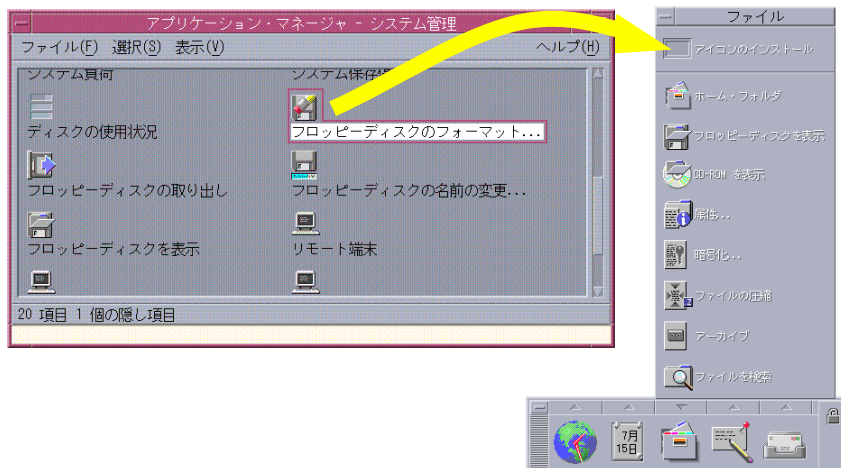 アプリケーション・マネージャ - システム管理
ファイル(F) 選択(S) 表示(V) ヘルプ(H)
システム負荷
ディスクの使用状況
フロッピーディスクのフォーマット...
フロッピーディスクの取り出し
フロッピーディスクの名前の変更...
フロッピーディスクを表示
リモート端末
20 項目 1 個の隠し項目
ファイル
アイコンのインストール
ホーム・フォルダ
フロッピーディスクを表示
CD-ROM を表示
属性..
暗号化..
ファイルの圧縮
アーカイブ
ファイルを検索
7月
15日